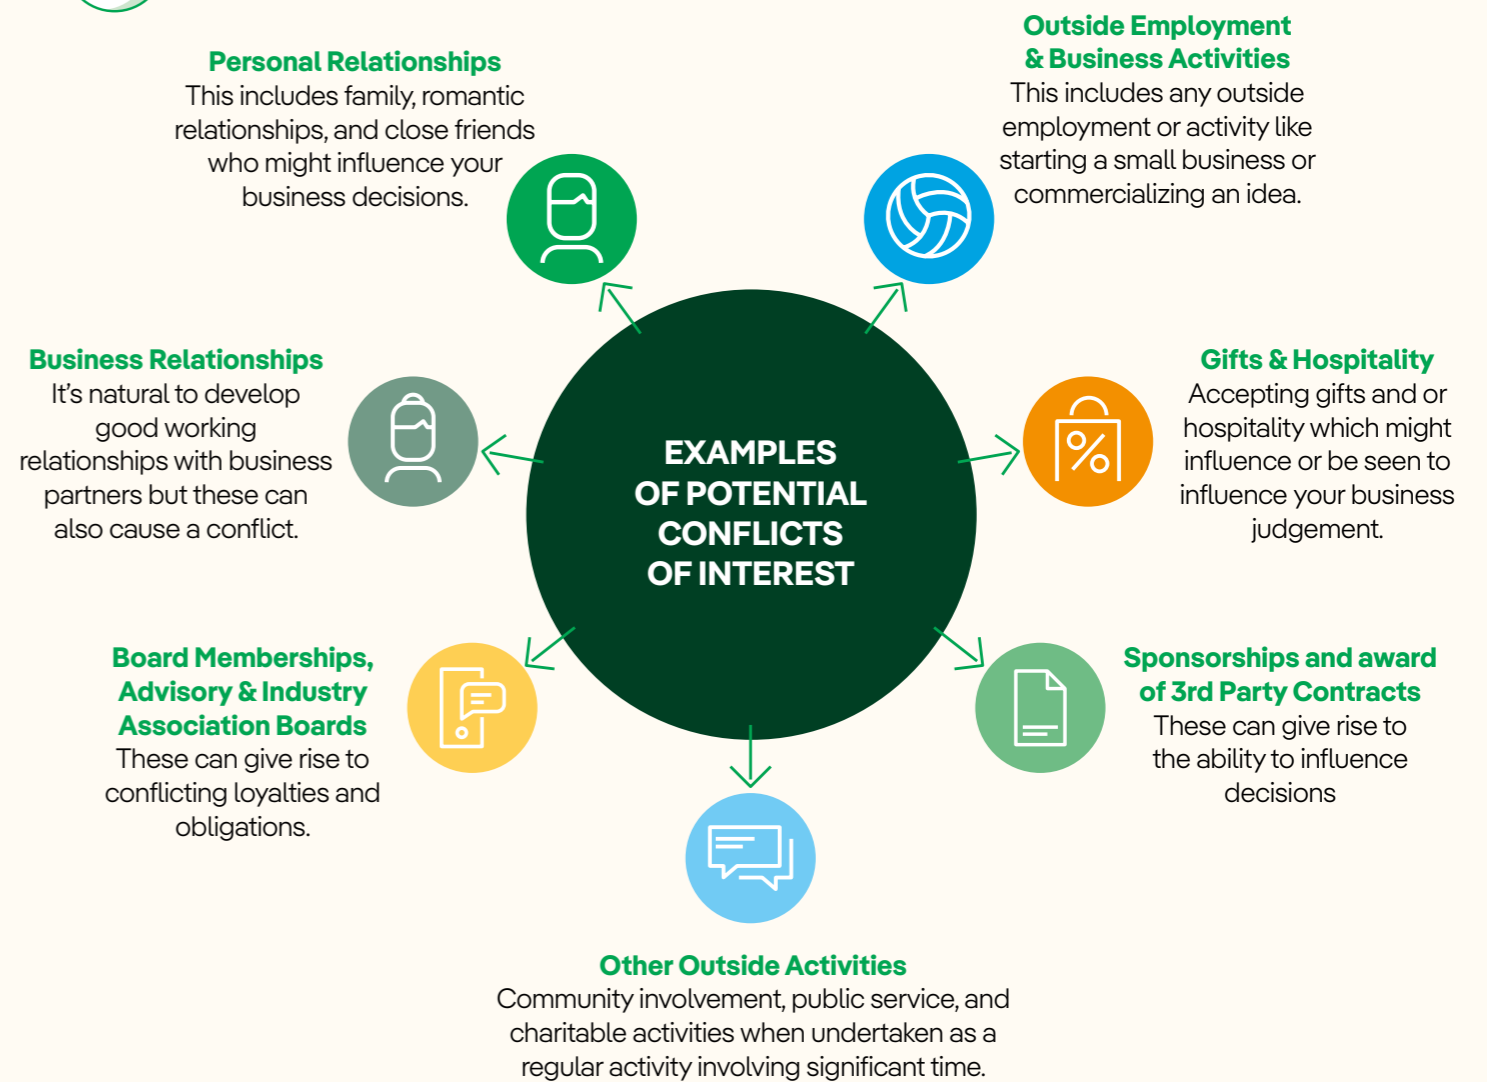 Personal Relationships
This includes family, romantic
relationships, and close friends
who might influence your
business decisions.
Outside Employment
& Business Activities
This includes any outside
employment or activity like
starting a small business or
commercializing an idea.
Business Relationships
It's natural to develop
good working
relationships with business
partners but these can
also cause a conflict.
EXAMPLES
OF POTENTIAL
CONFLICTS
OF INTEREST
Gifts & Hospitality
Accepting gifts and or
hospitality which might
influence or be seen to
influence your business
judgement.
Board Memberships,
Advisory & Industry
Association Boards
These can give rise to
conflicting loyalties and
obligations.
Sponsorships and award
of 3rd Party Contracts
These can give rise to
the ability to influence
decisions
Other Outside Activities
Community involvement, public service, and
charitable activities when undertaken as a
regular activity involving significant time.